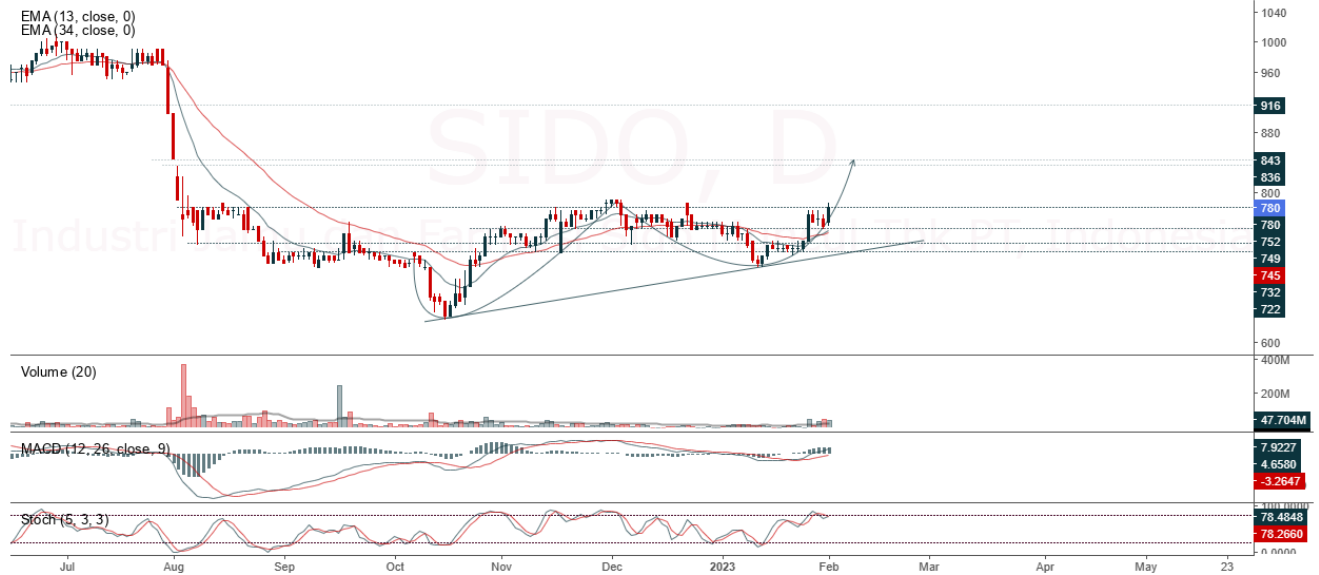 EMA (13, close, 0)
EMA (34, close, 0)
SIDO, D
1040
1000
960
916
880
843
836
800
780
760
752
749
745
732
722
600
Volume (20)
400M
200M
47.704M
MACD (12, 26, close, 9)
7.9227
4.6580
-3.2647
Stoch (5, 3, 3)
78.4848
78.2660
0.0000
Jul
Aug
Sep
Oct
Nov
Dec
2023
Feb
Mar
Apr
May
23